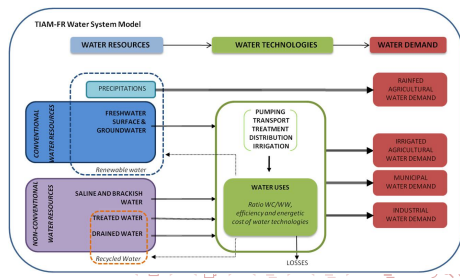 TIAM-FR Water System Model
WATER RESOURCES
WATER TECHNOLOGIES
WATER DEMAND
PRECIPITATIONS
RAINFED
AGRICULTURAL
WATER DEMAND
CONVENTIONAL
WATER RESOURCES
FRESHWATER
SURFACE &
GROUNDWATER
Renewable water
PUMPING
TRANSPORT
TREATMENT
DISTRIBUTION
IRRIGATION
IRRIGATED
AGRICULTURAL
WATER DEMAND
MUNICIPAL
WATER DEMAND
INDUSTRIAL
WATER DEMAND
NON-CONVENTIONAL
WATER RESOURCES
SALINE AND BRACKISH
WATER
TREATED WATER
DRAINED WATER
Recycled Water
WATER USES
Ratio WC/WW,
efficiency and energetic
cost of water technologies
LOSSES